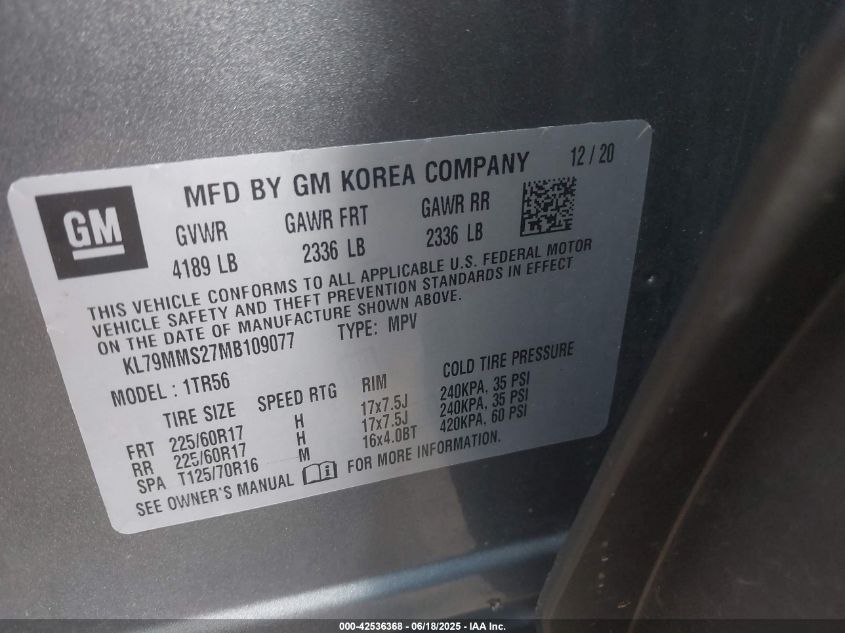 GM
MFD BY GM KOREA COMPANY 12 / 20
GVWR GAWR FRT GAWR RR
4189 LB 2336 LB 2336 LB
THIS VEHICLE CONFORMS TO ALL APPLICABLE U.S. FEDERAL MOTOR
VEHICLE SAFETY AND THEFT PREVENTION STANDARDS IN EFFECT
ON THE DATE OF MANUFACTURE SHOWN ABOVE.
KL79MMS27MB109077 TYPE: MPV
MODEL : 1TR56
TIRE SIZE SPEED RTG RIM COLD TIRE PRESSURE
FRT 225/60R17 H 17x7.5J 240KPA, 35 PSI
RR 225/60R17 H 17x7.5J 240KPA, 35 PSI
SPA T125/70R16 M 16x4.0BT 420KPA, 60 PSI
SEE OWNER'S MANUAL FOR MORE INFORMATION.
000-42536368 - 06/18/2025 - IAA Inc.